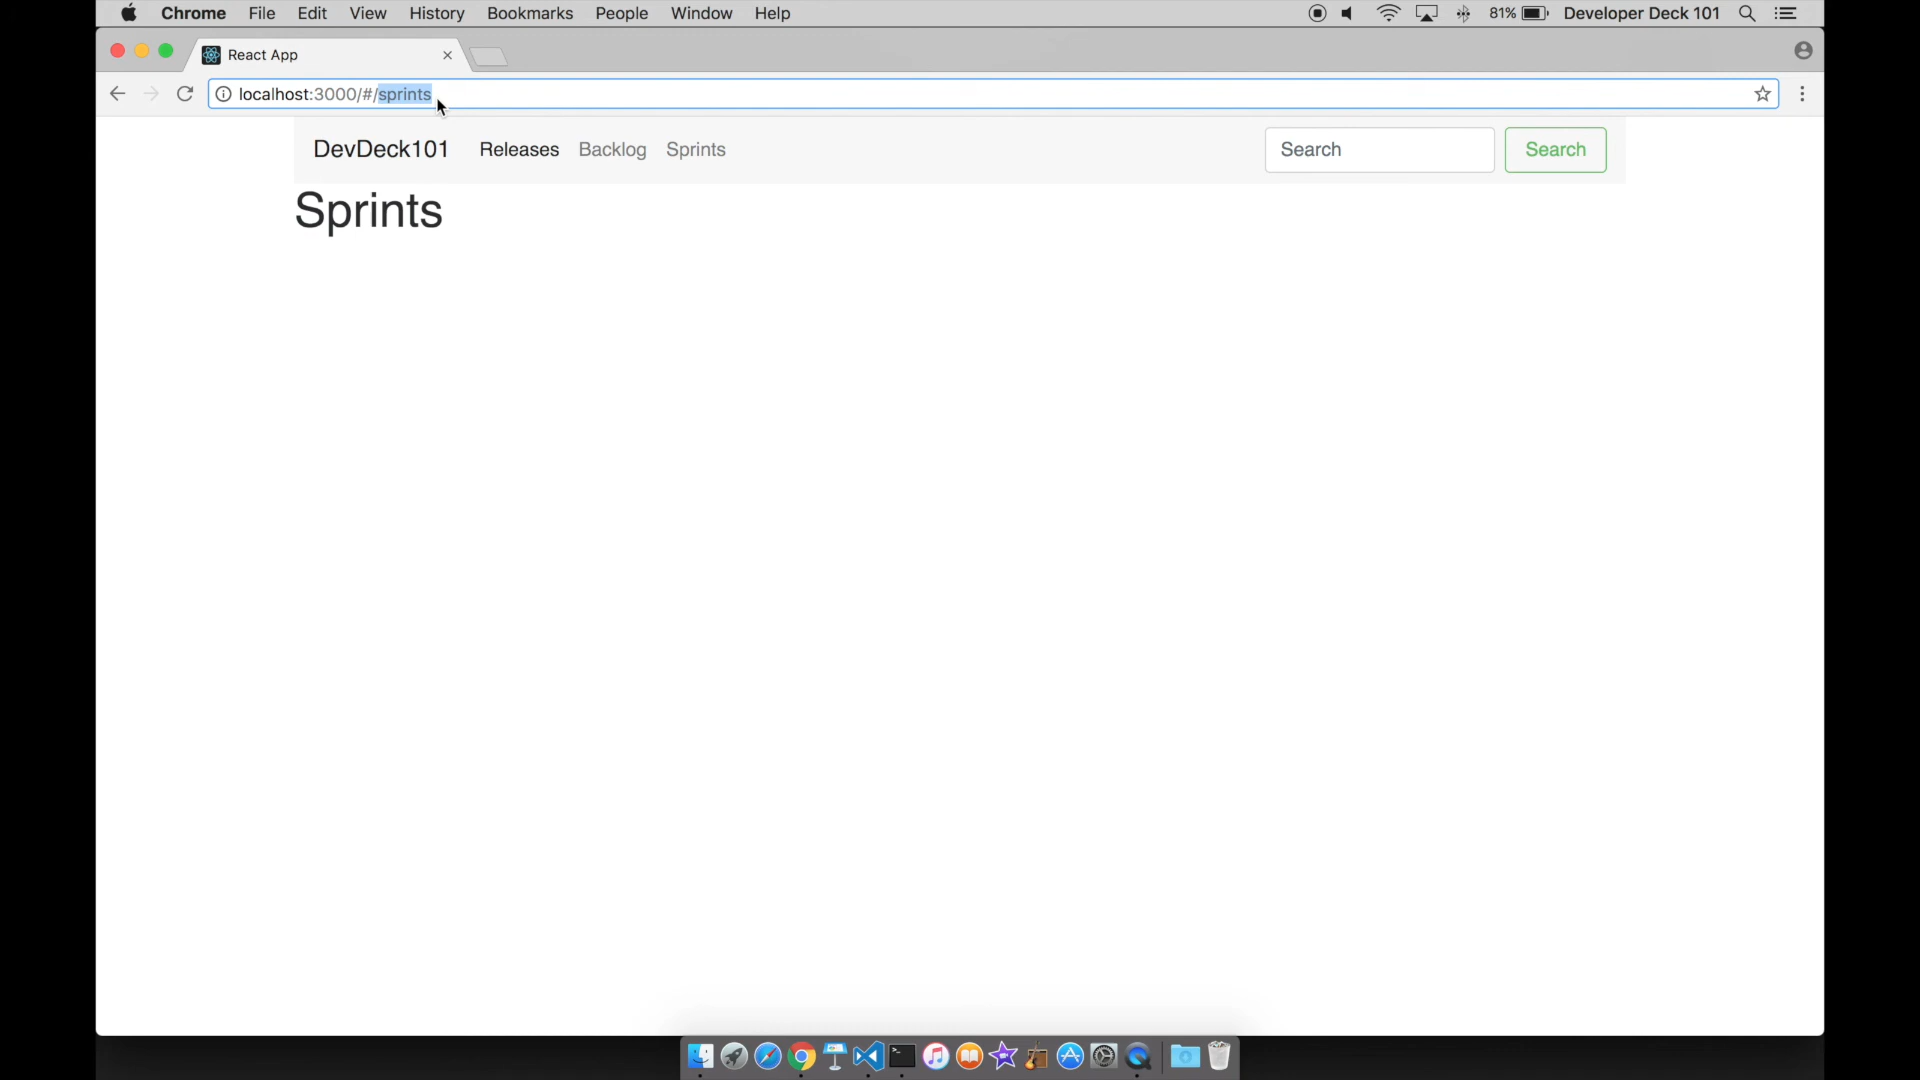 Chrome File Edit View History Bookmarks People Window Help 81% Developer Deck 101
React App
localhost:3000/#/sprints
DevDeck101 Releases Backlog Sprints Search Search
Sprints